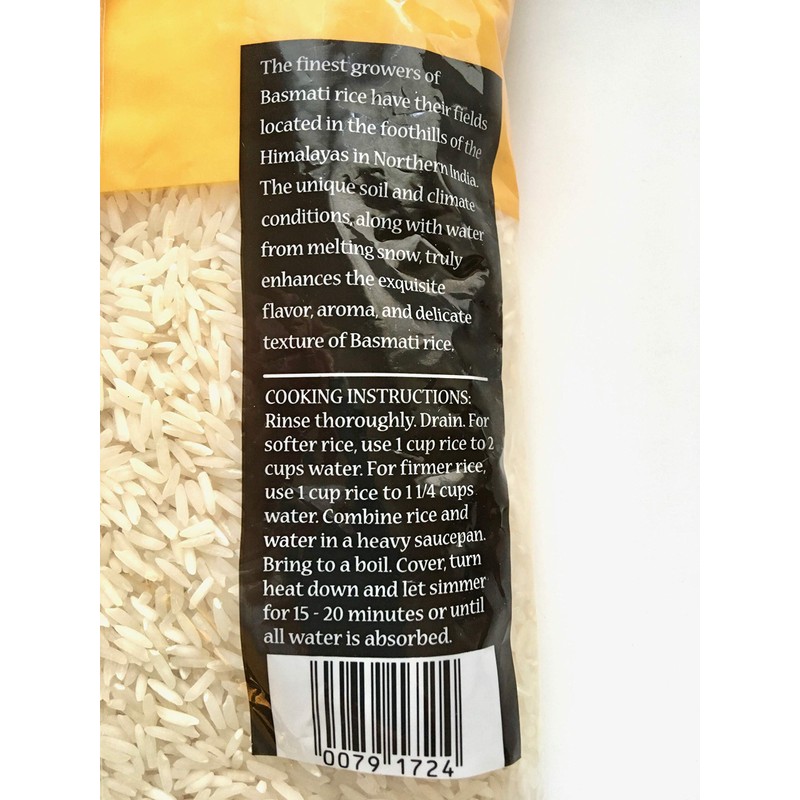 The finest growers of
Basmati rice have their fields
located in the foothills of the
Himalayas in Northern India.
The unique soil and climate
conditions, along with water
from melting snow, truly
enhances the exquisite
flavor, aroma, and delicate
texture of Basmati rice.
COOKING INSTRUCTIONS:
Rinse thoroughly. Drain. For
softer rice, use 1 cup rice to 2
cups water. For firmer rice,
use 1 cup rice to 1 1/4 cups
water. Combine rice and
water in a heavy saucepan.
Bring to a boil. Cover, turn
heat down and let simmer
for 15 - 20 minutes or until
all water is absorbed.
0079 1724